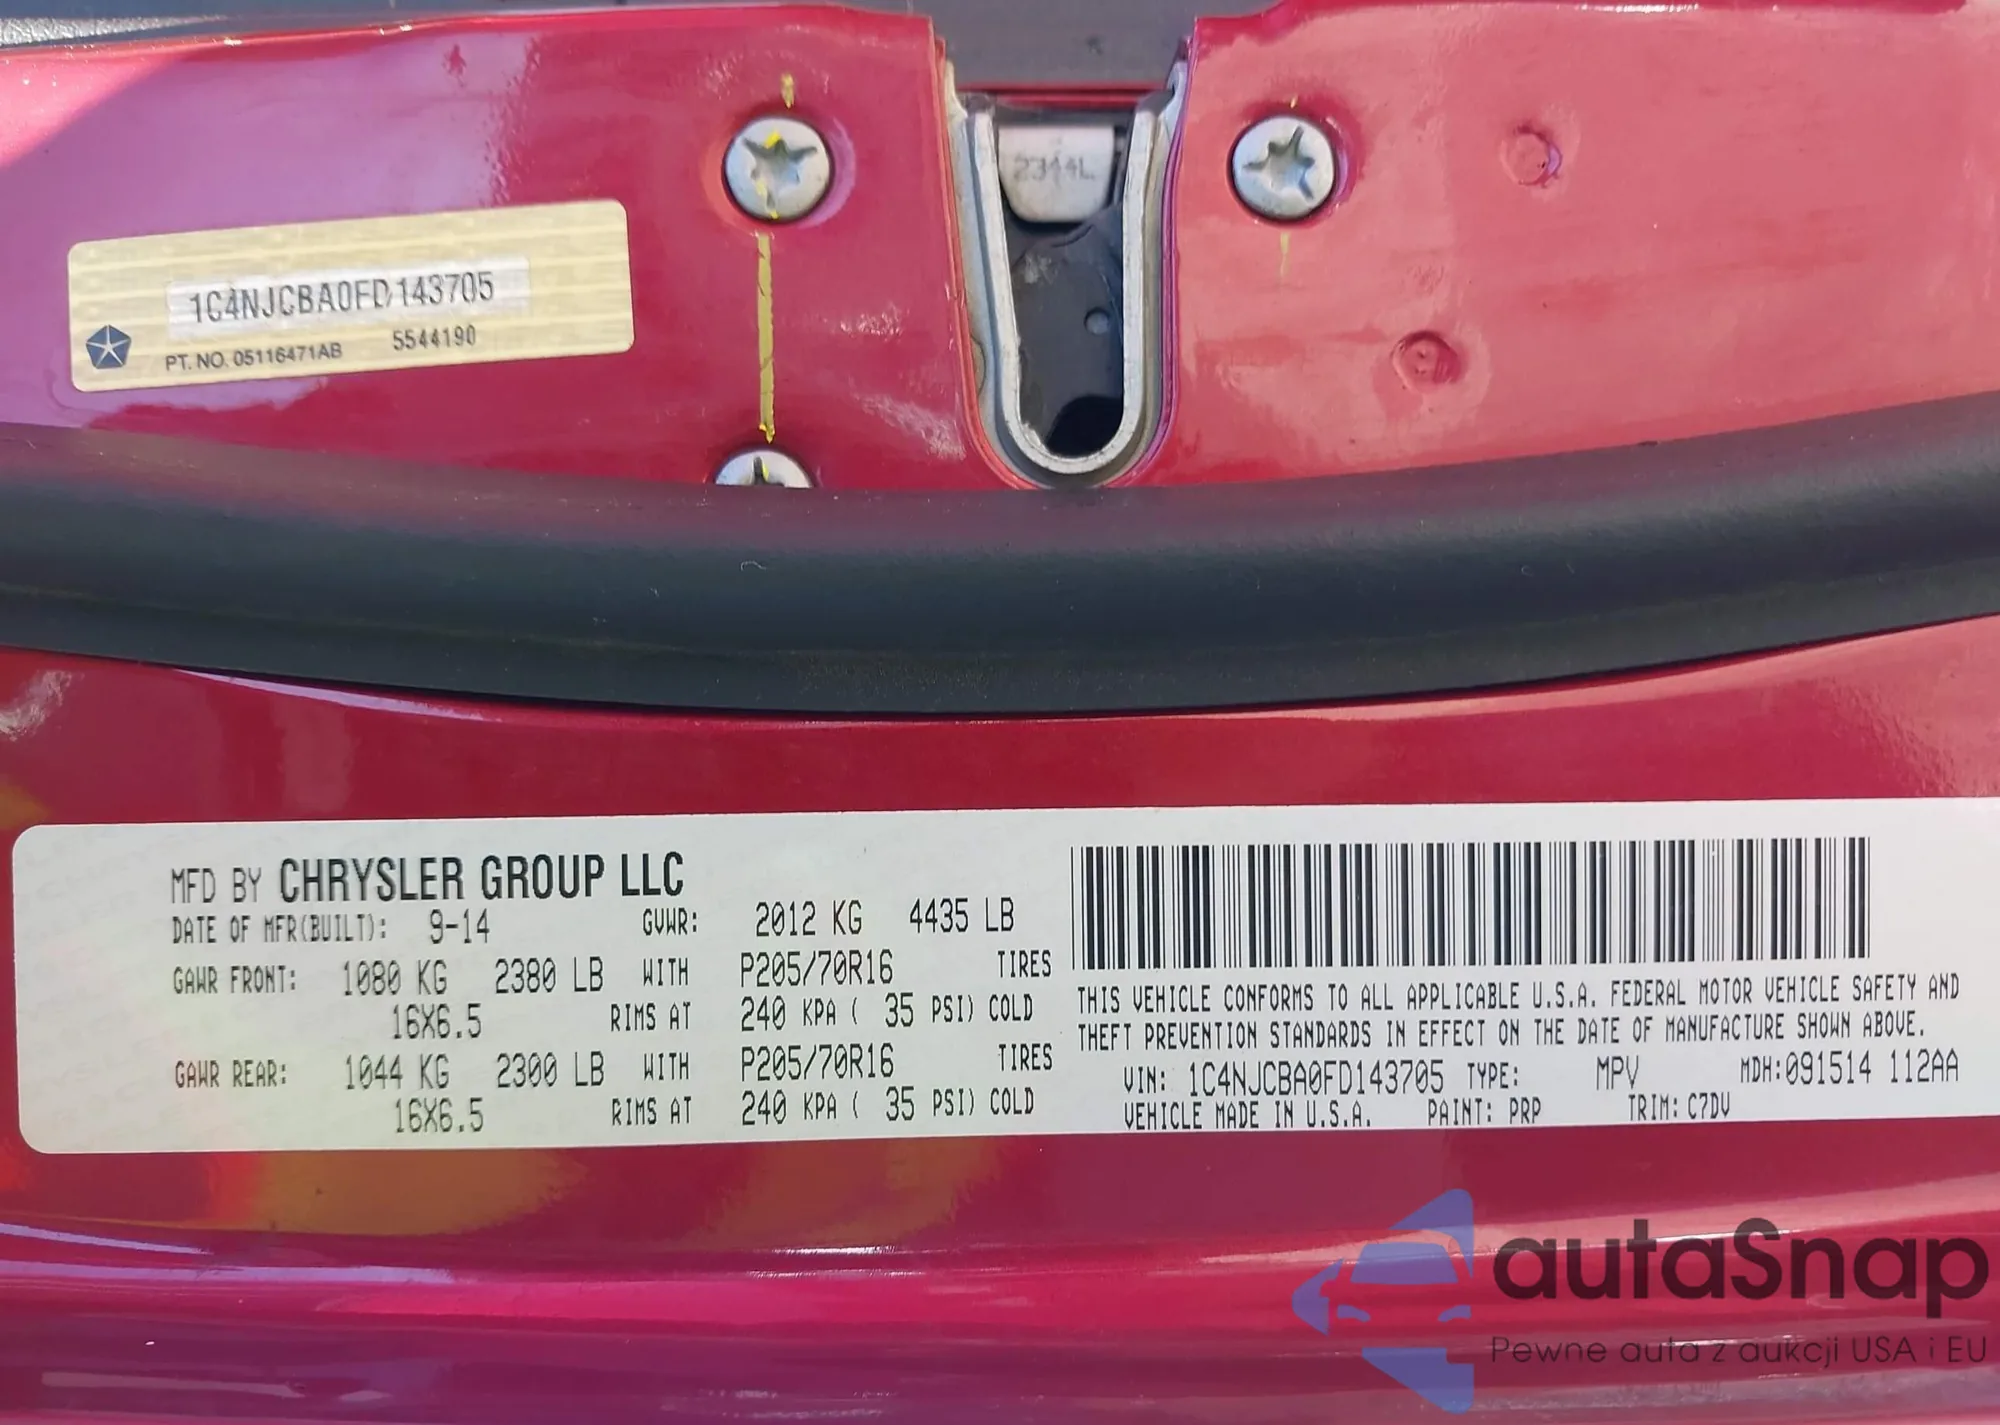 2344L
1C4NJCBA0FD143705
PT. NO. 05116471AB 5544190
MFD BY CHRYSLER GROUP LLC
DATE OF MFR(BUILT): 9-14 GVWR: 2012 KG 4435 LB
GAWR FRONT: 1080 KG 2380 LB WITH P205/70R16 TIRES
16X6.5 RIMS AT 240 KPA ( 35 PSI) COLD
GAWR REAR: 1044 KG 2300 LB WITH P205/70R16 TIRES
16X6.5 RIMS AT 240 KPA ( 35 PSI) COLD
THIS VEHICLE CONFORMS TO ALL APPLICABLE U.S.A. FEDERAL MOTOR VEHICLE SAFETY AND
THEFT PREVENTION STANDARDS IN EFFECT ON THE DATE OF MANUFACTURE SHOWN ABOVE.
VIN: 1C4NJCBA0FD143705 TYPE: MPV MDH:091514 112AA
VEHICLE MADE IN U.S.A. PAINT: PRP TRIM: C7DV
autaSnap
Pewne auta z aukcji USA i EU